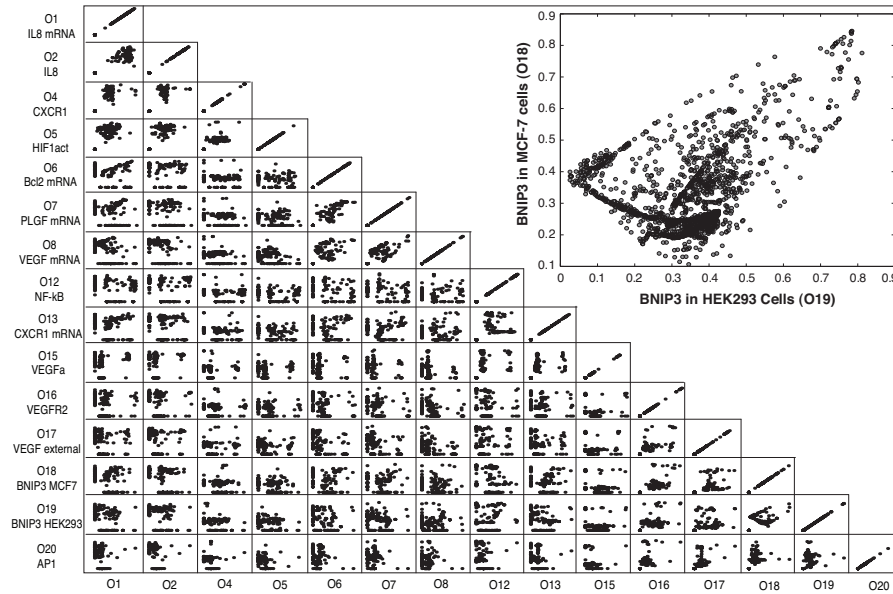 O1
IL8 mRNA
O2
IL8
O4
CXCR1
O5
HIF1act
O6
Bcl2 mRNA
O7
PLGF mRNA
O8
VEGF mRNA
O12
NF-kB
O13
CXCR1 mRNA
O15
VEGFa
O16
VEGFR2
O17
VEGF external
O18
BNIP3 MCF7
O19
BNIP3 HEK293
O20
AP1
O1 O2 O4 O5 O6 O7 O8 O12 O13 O15 O16 O17 O18 O19 O20
BNIP3 in MCF-7 cells (O18)
0.9
0.8
0.7
0.6
0.5
0.4
0.3
0.2
0.1
0 0.1 0.2 0.3 0.4 0.5 0.6 0.7 0.8 0.9
BNIP3 in HEK293 Cells (O19)